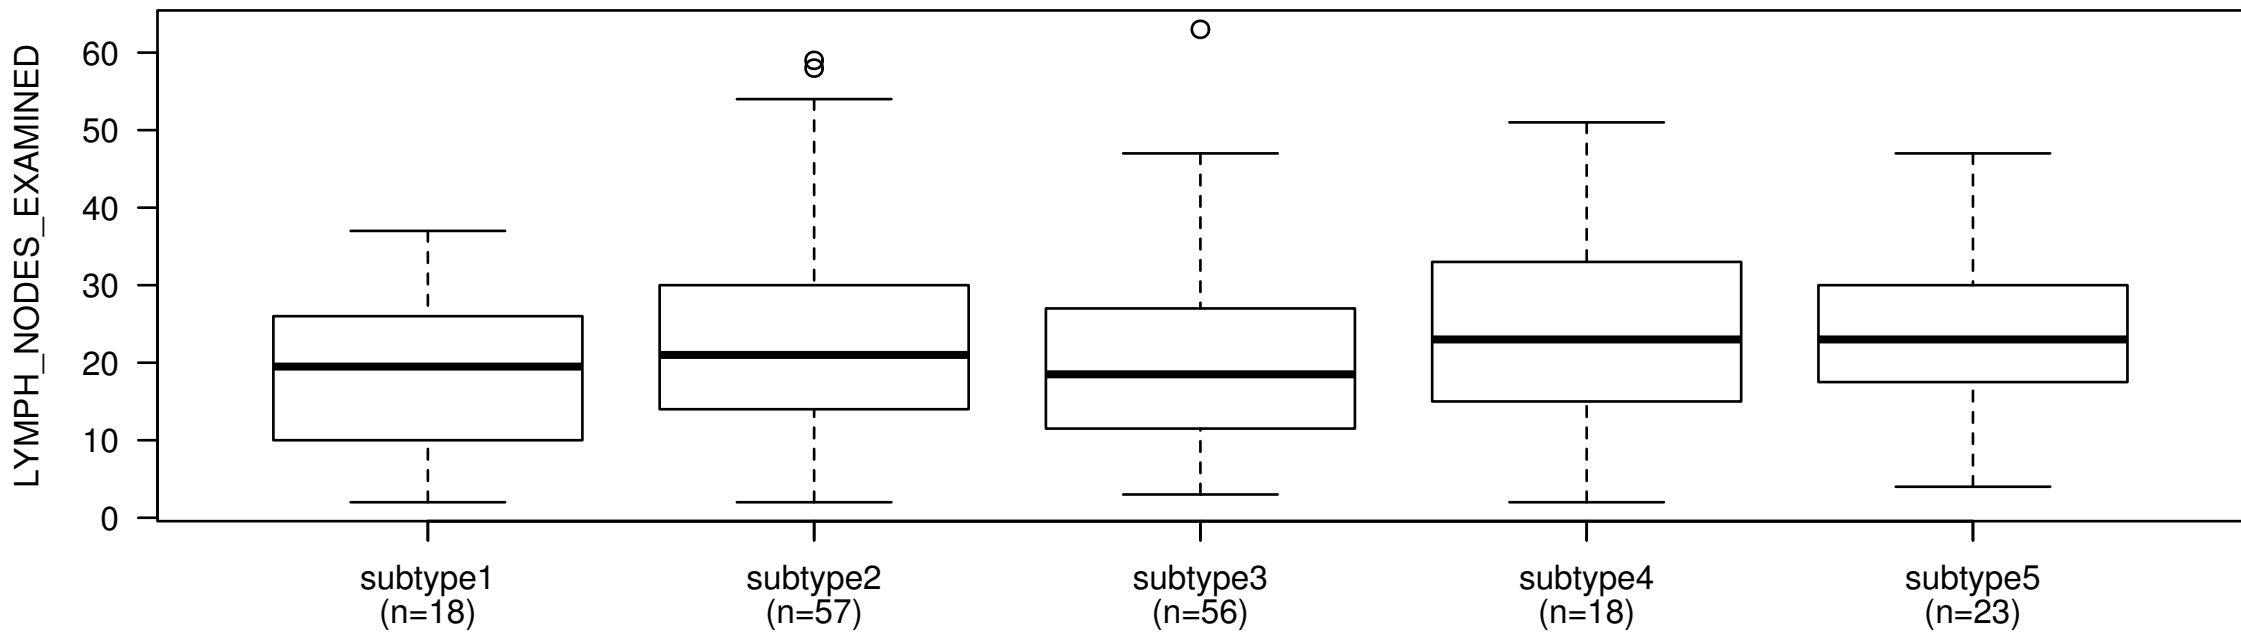 LYMPH_NODES_EXAMINED
60
50
40
30
20
10
0
subtype1 subtype2 subtype3 subtype4 subtype5
(n=18) (n=57) (n=56) (n=18) (n=23)